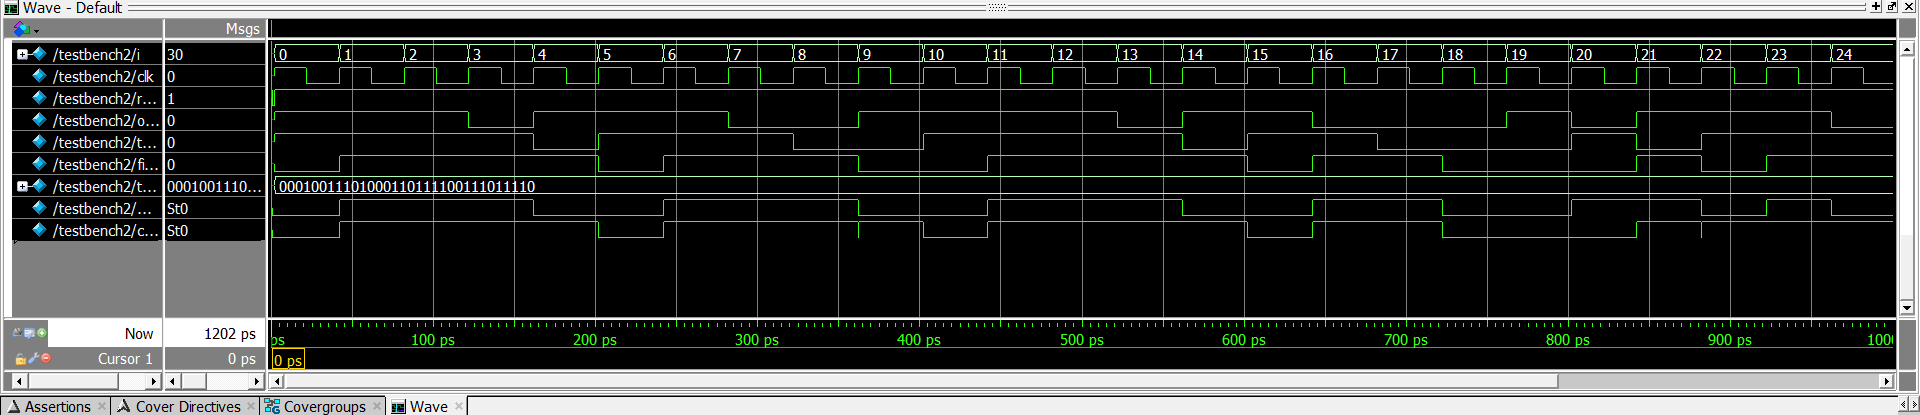 Wave - Default
Msgs
/testbench2/i 30 0 1 2 3 4 5 6 7 8 9 10 11 12 13 14 15 16 17 18 19 20 21 22 23 24
/testbench2/clk 0
/testbench2/r... 1
/testbench2/o... 0
/testbench2/t... 0
/testbench2/fi... 0
/testbench2/t... 0001001110... 000100111010001101111001110111110
/testbench2/... St0
/testbench2/c... St0
Now 1202 ps ps 100 ps 200 ps 300 ps 400 ps 500 ps 600 ps 700 ps 800 ps 900 ps 1000
Cursor 1 0 ps 0 ps
Assertions Cover Directives Covergroups Wave